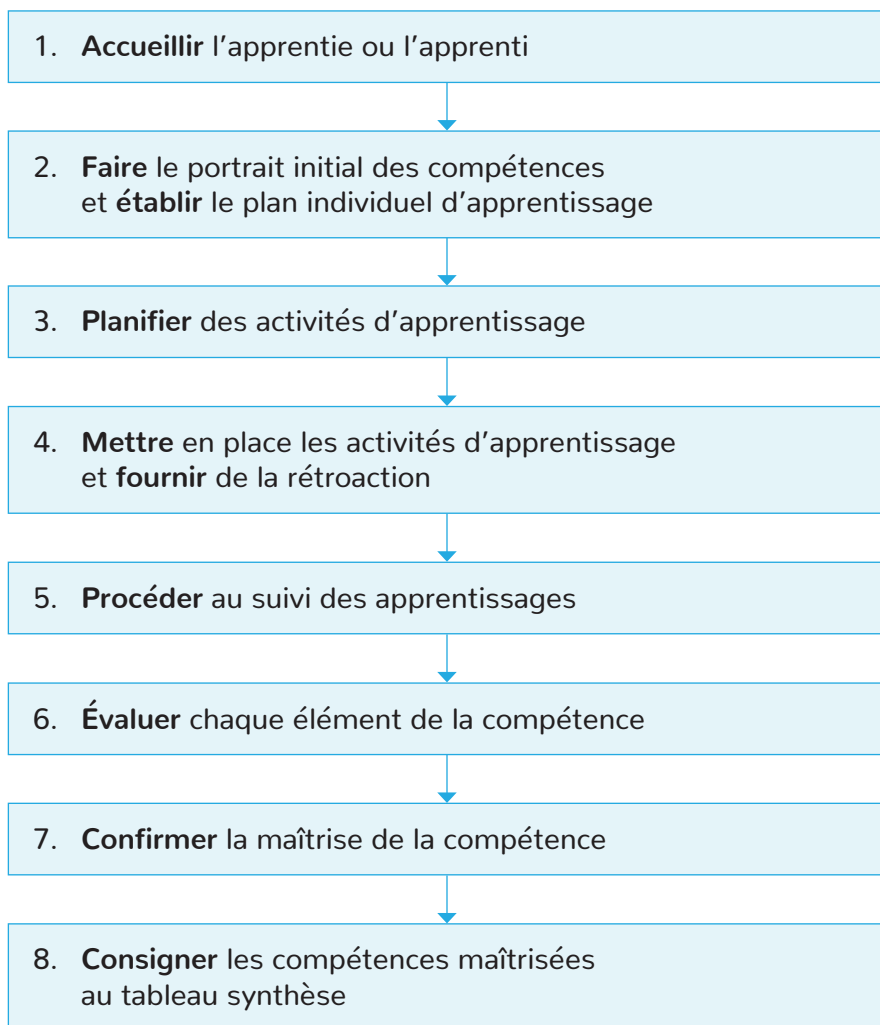 1. Accueillir l'apprentie ou l'apprenti
2. Faire le portrait initial des compétences
et établir le plan individuel d'apprentissage
3. Planifier des activités d'apprentissage
4. Mettre en place les activités d'apprentissage
et fournir de la rétroaction
5. Procéder au suivi des apprentissages
6. Évaluer chaque élément de la compétence
7. Confirmer la maîtrise de la compétence
8. Consigner les compétences maîtrisées
au tableau synthèse